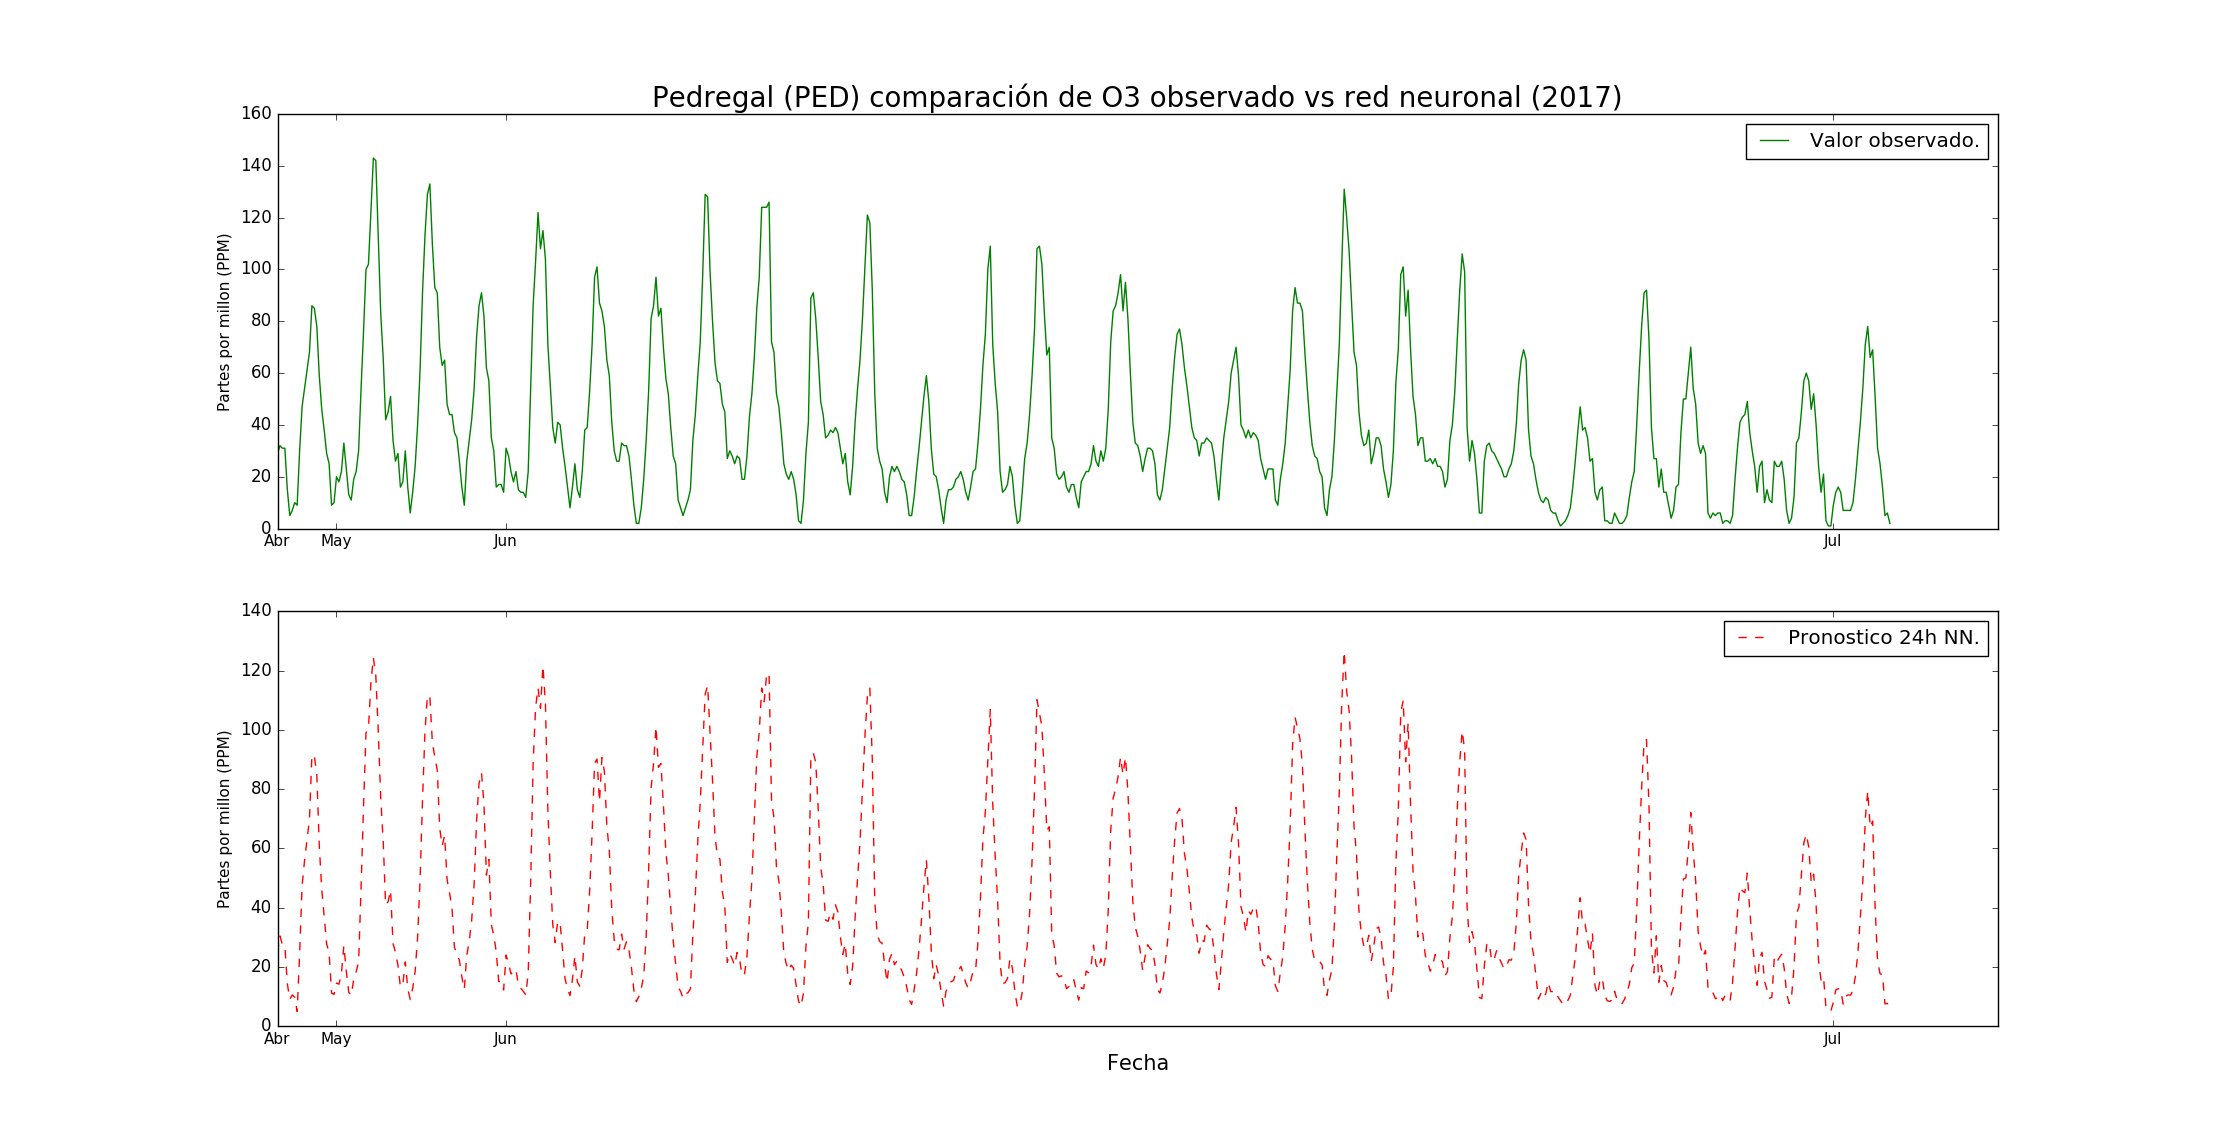 Pedregal (PED) comparación de O3 observado vs red neuronal (2017)
160
140
120
100
80
60
40
20
0
Partes por millon (PPM)
Valor observado.
Abr May Jun Jul
140
120
100
80
60
40
20
0
Partes por millon (PPM)
Pronostico 24h NN.
Abr May Jun Jul
Fecha